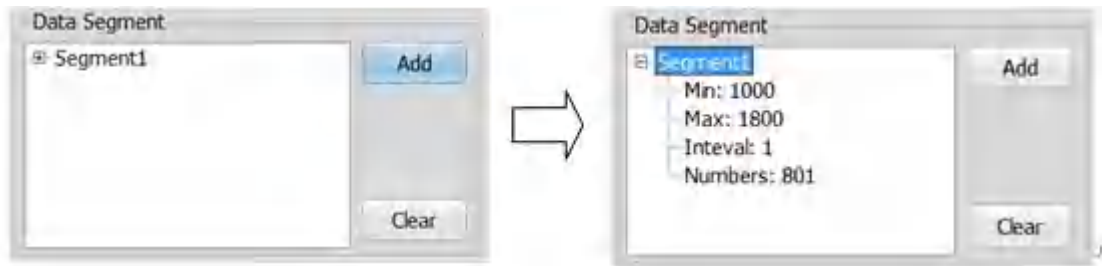 Data Segment
Segment1
Add
Clear
Data Segment
Segment1
Min: 1000
Max: 1800
Inteval: 1
Numbers: 801
Add
Clear